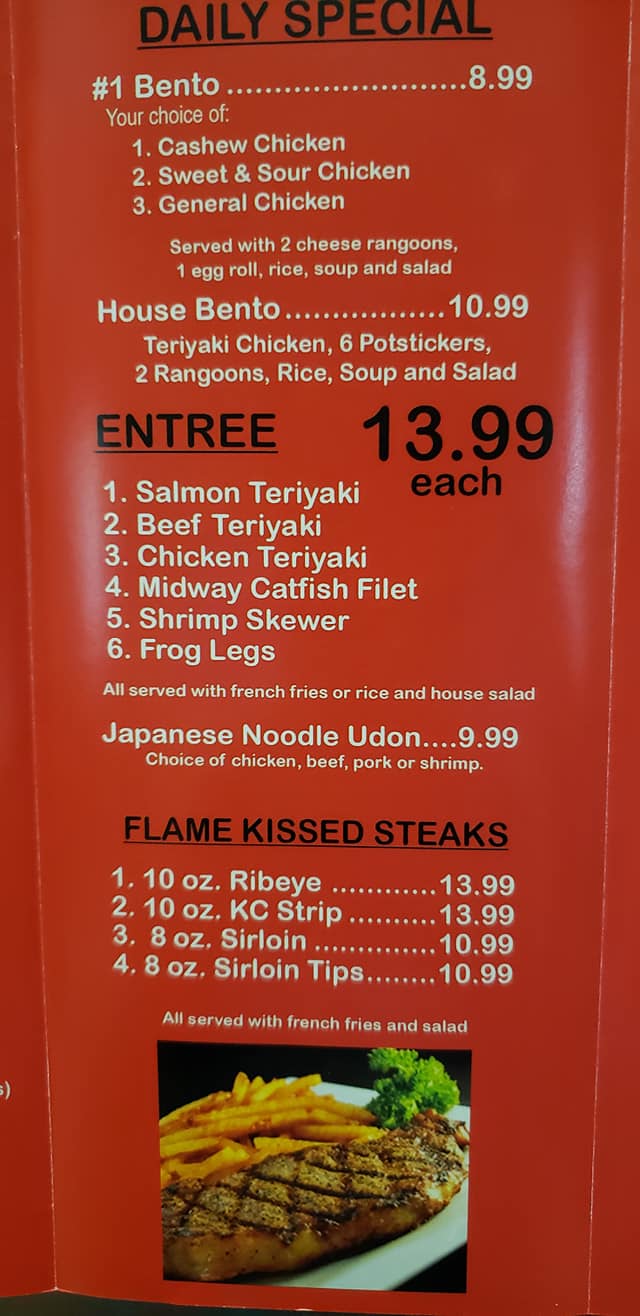 DAILY SPECIAL
#1 Bento.........................8.99
Your choice of:
1. Cashew Chicken
2. Sweet & Sour Chicken
3. General Chicken
Served with 2 cheese rangoons,
1 egg roll, rice, soup and salad
House Bento.................10.99
Teriyaki Chicken, 6 Potstickers,
2 Rangoons, Rice, Soup and Salad
ENTREE 13.99
each
1. Salmon Teriyaki
2. Beef Teriyaki
3. Chicken Teriyaki
4. Midway Catfish Filet
5. Shrimp Skewer
6. Frog Legs
All served with french fries or rice and house salad
Japanese Noodle Udon....9.99
Choice of chicken, beef, pork or shrimp.
FLAME KISSED STEAKS
1. 10 oz. Ribeye ............13.99
2. 10 oz. KC Strip ..........13.99
3. 8 oz. Sirloin ..............10.99
4. 8 oz. Sirloin Tips........10.99
All served with french fries and salad